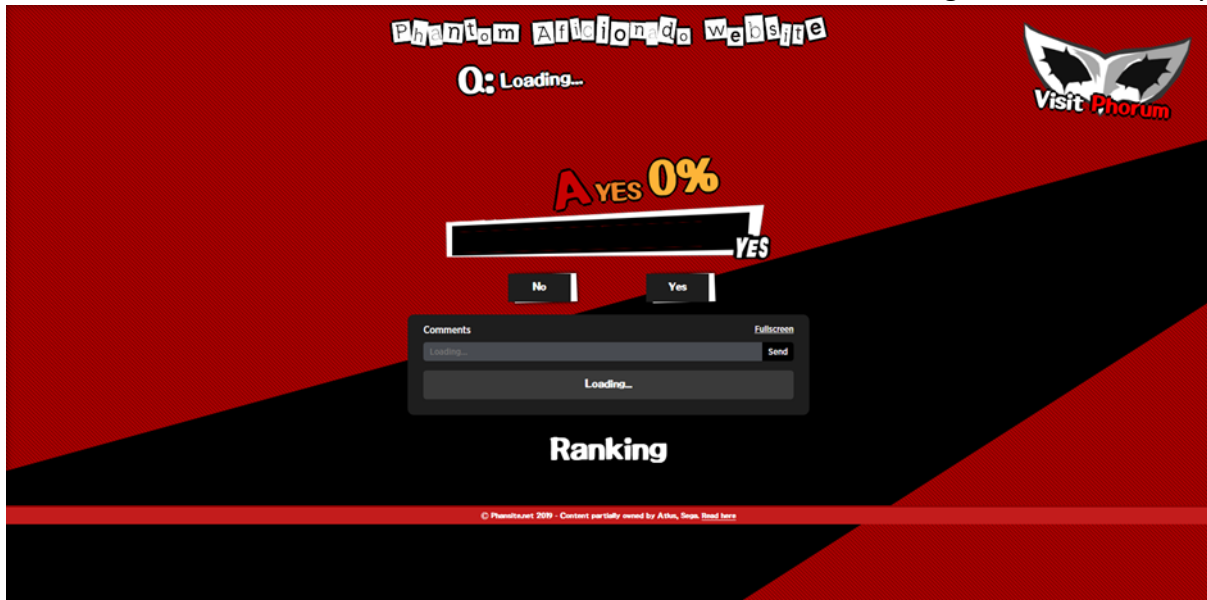 Phantom Aficionado Website
Q: Loading...
Visit Phorum
A YES 0%
YES
No
Yes
Comments
Fullscreen
Loading...
Send
Loading...
Ranking
© Phansite.net 2019 - Content partially owned by Atlus, Sega. Read here